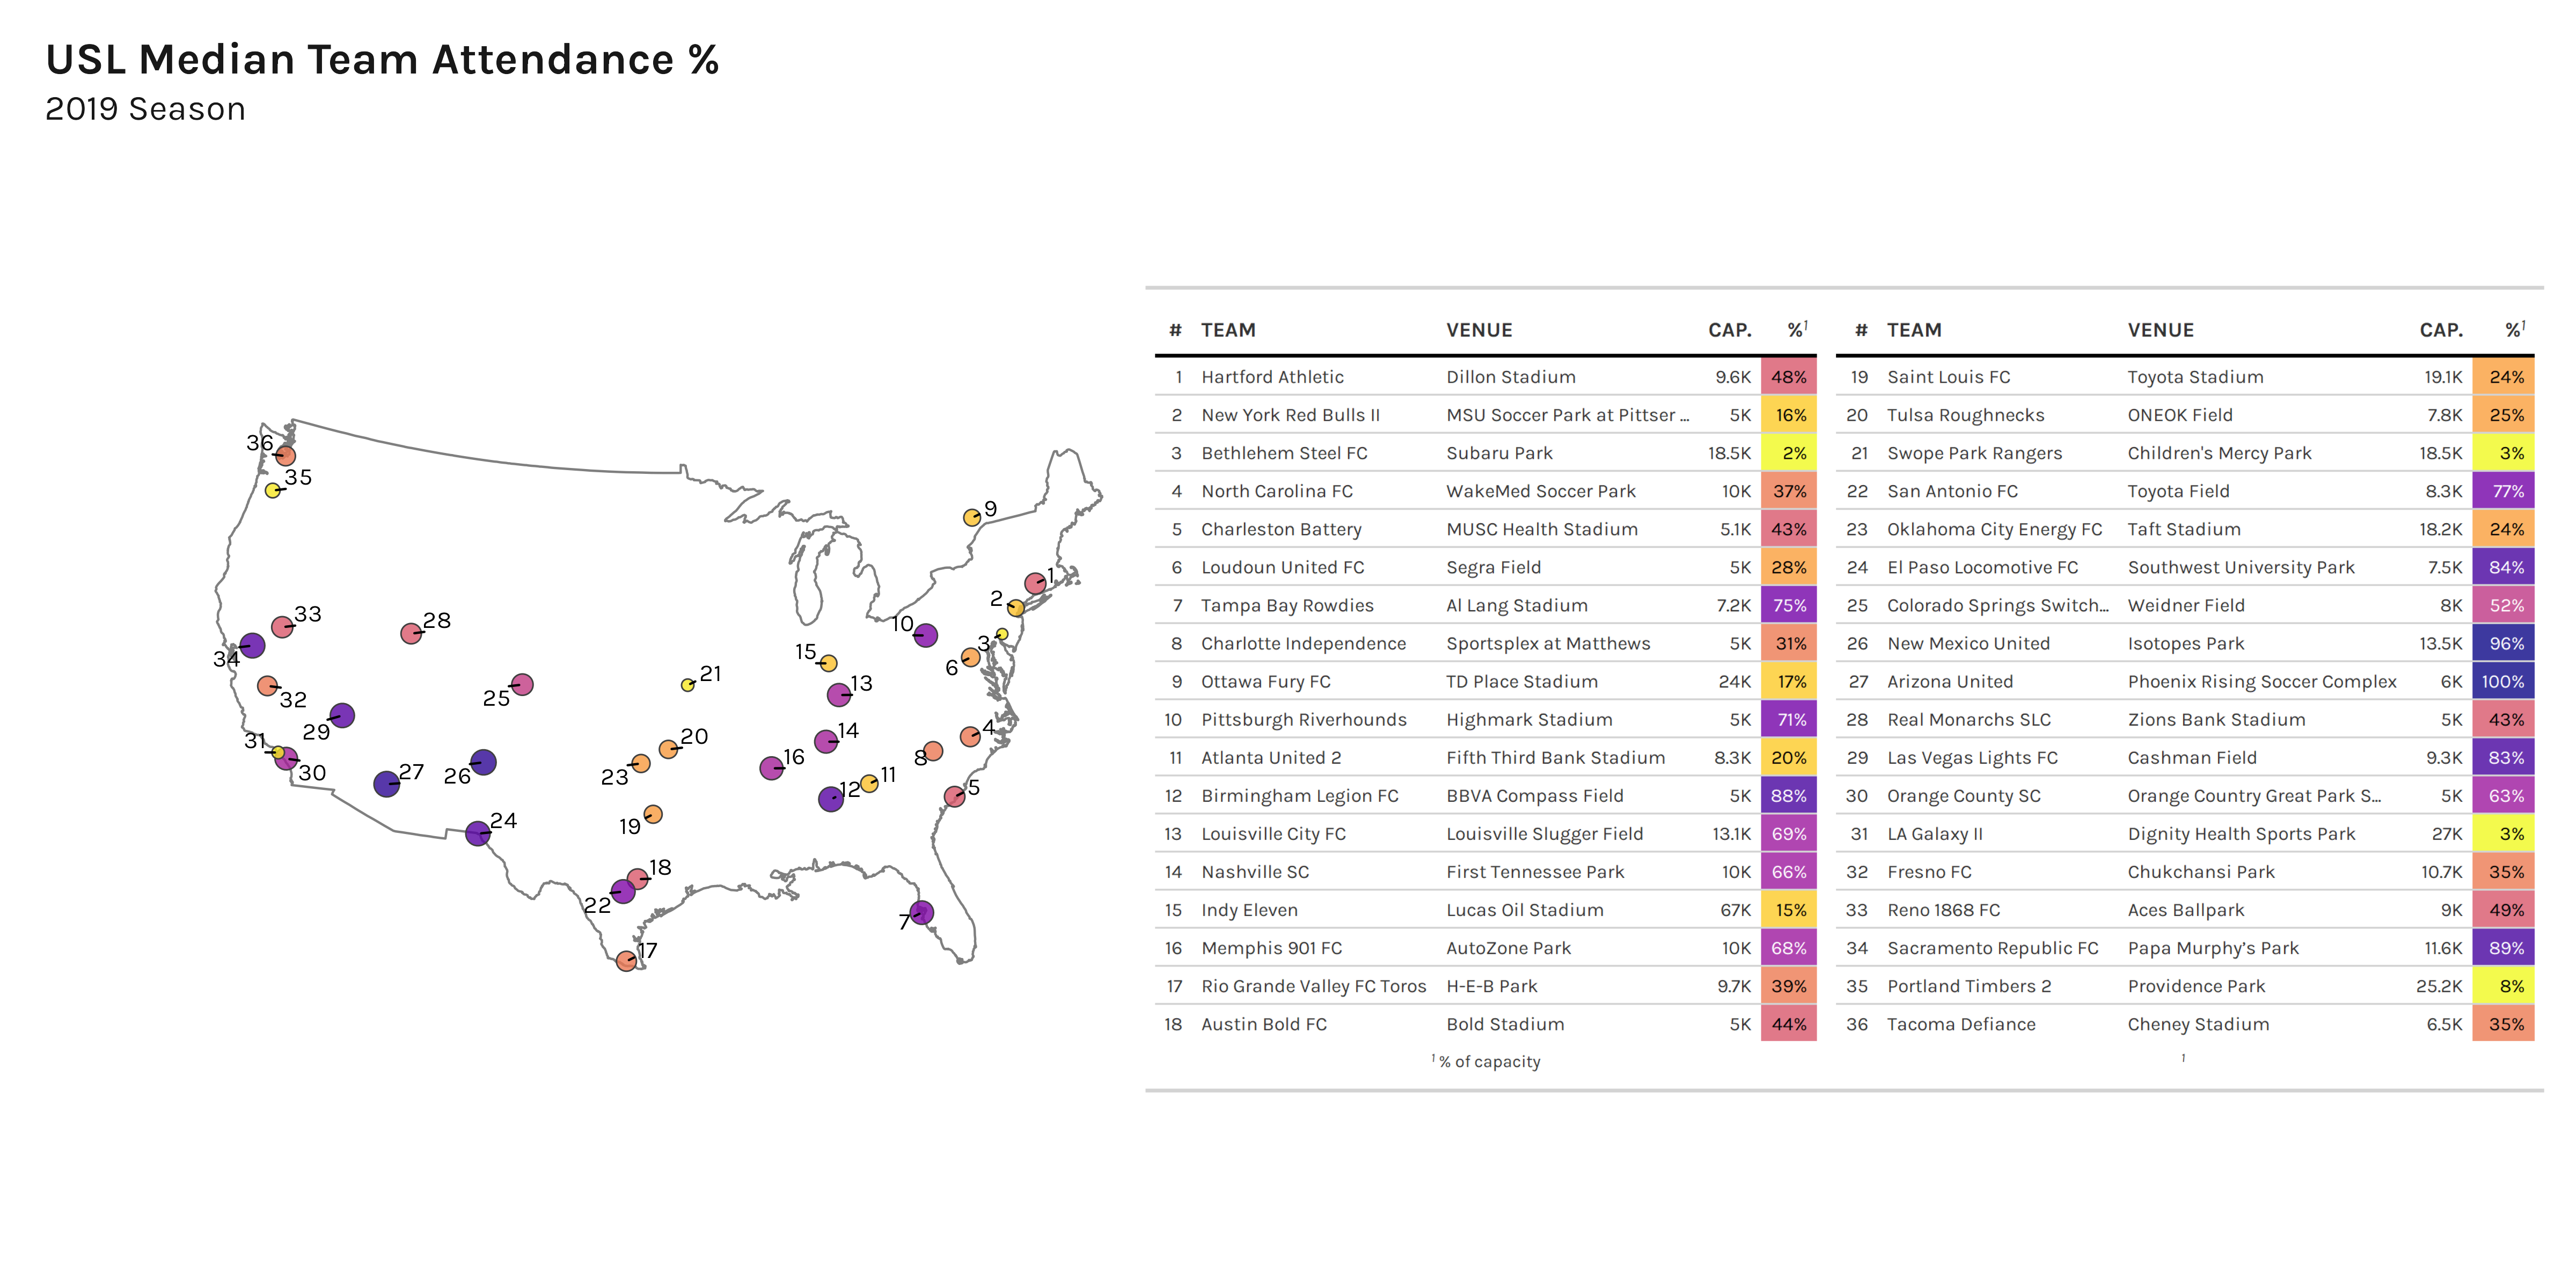 USL Median Team Attendance %
2019 Season
36
35
9
1
2
33
28
10
3
34
15
6
21
13
32
25
29
14
4
31
20
16
8
30
27
26
23
11
12
5
24
19
18
22
7
17
# TEAM VENUE CAP. %¹
1 Hartford Athletic Dillon Stadium 9.6K 48%
2 New York Red Bulls II MSU Soccer Park at Pittser ... 5K 16%
3 Bethlehem Steel FC Subaru Park 18.5K 2%
4 North Carolina FC WakeMed Soccer Park 10K 37%
5 Charleston Battery MUSC Health Stadium 5.1K 43%
6 Loudoun United FC Segra Field 5K 28%
7 Tampa Bay Rowdies Al Lang Stadium 7.2K 75%
8 Charlotte Independence Sportsplex at Matthews 5K 31%
9 Ottawa Fury FC TD Place Stadium 24K 17%
10 Pittsburgh Riverhounds Highmark Stadium 5K 71%
11 Atlanta United 2 Fifth Third Bank Stadium 8.3K 20%
12 Birmingham Legion FC BBVA Compass Field 5K 88%
13 Louisville City FC Louisville Slugger Field 13.1K 69%
14 Nashville SC First Tennessee Park 10K 66%
15 Indy Eleven Lucas Oil Stadium 67K 15%
16 Memphis 901 FC AutoZone Park 10K 68%
17 Rio Grande Valley FC Toros H-E-B Park 9.7K 39%
18 Austin Bold FC Bold Stadium 5K 44%
¹ % of capacity
# TEAM VENUE CAP. %¹
19 Saint Louis FC Toyota Stadium 19.1K 24%
20 Tulsa Roughnecks ONEOK Field 7.8K 25%
21 Swope Park Rangers Children's Mercy Park 18.5K 3%
22 San Antonio FC Toyota Field 8.3K 77%
23 Oklahoma City Energy FC Taft Stadium 18.2K 24%
24 El Paso Locomotive FC Southwest University Park 7.5K 84%
25 Colorado Springs Switch... Weidner Field 8K 52%
26 New Mexico United Isotopes Park 13.5K 96%
27 Arizona United Phoenix Rising Soccer Complex 6K 100%
28 Real Monarchs SLC Zions Bank Stadium 5K 43%
29 Las Vegas Lights FC Cashman Field 9.3K 83%
30 Orange County SC Orange Country Great Park S... 5K 63%
31 LA Galaxy II Dignity Health Sports Park 27K 3%
32 Fresno FC Chukchansi Park 10.7K 35%
33 Reno 1868 FC Aces Ballpark 9K 49%
34 Sacramento Republic FC Papa Murphy’s Park 11.6K 89%
35 Portland Timbers 2 Providence Park 25.2K 8%
36 Tacoma Defiance Cheney Stadium 6.5K 35%
¹